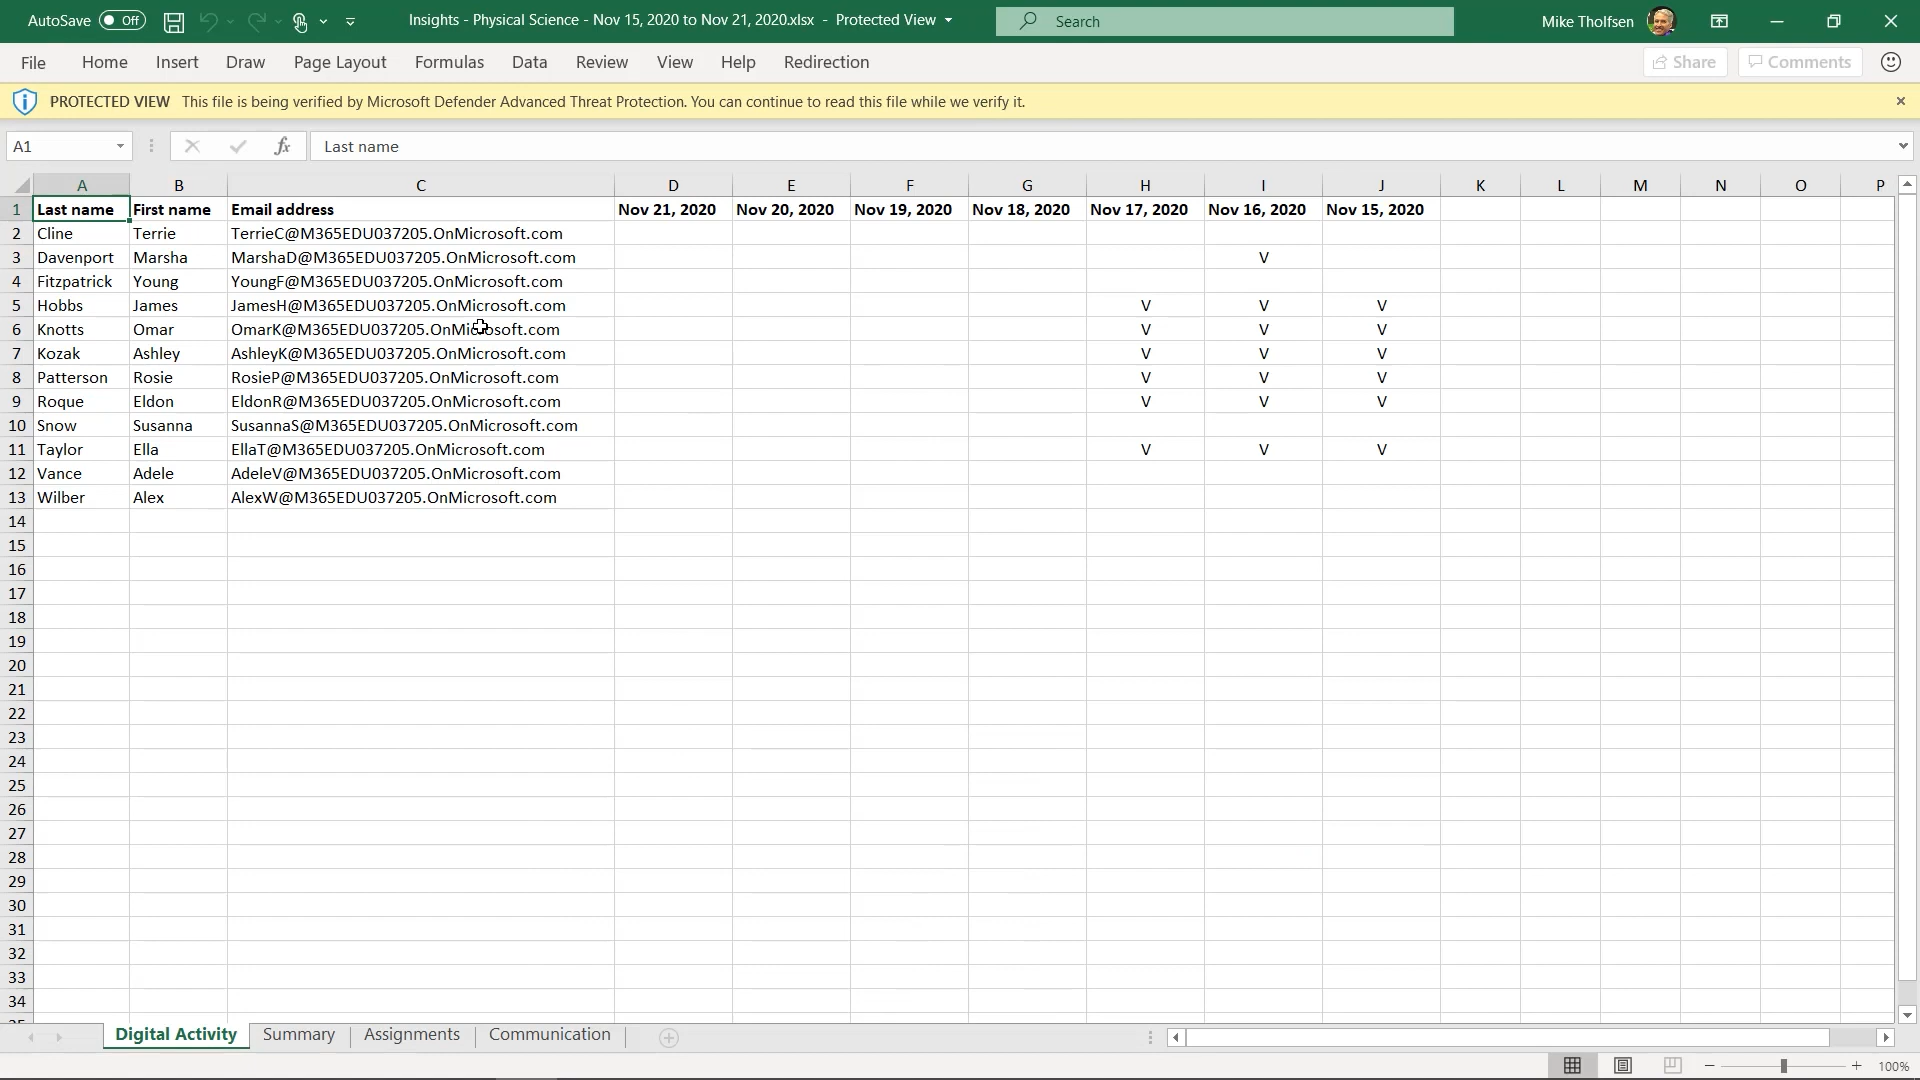 AutoSave Off Insights - Physical Science - Nov 15, 2020 to Nov 21, 2020.xlsx - Protected View Search Mike Tholfsen
File Home Insert Draw Page Layout Formulas Data Review View Help Redirection Share Comments
PROTECTED VIEW This file is being verified by Microsoft Defender Advanced Threat Protection. You can continue to read this file while we verify it.
A1 fx Last name
A B C D E F G H I J K L M N O P
1 Last name First name Email address Nov 21, 2020 Nov 20, 2020 Nov 19, 2020 Nov 18, 2020 Nov 17, 2020 Nov 16, 2020 Nov 15, 2020
2 Cline Terrie TerrieC@M365EDU037205.OnMicrosoft.com
3 Davenport Marsha MarshaD@M365EDU037205.OnMicrosoft.com V
4 Fitzpatrick Young YoungF@M365EDU037205.OnMicrosoft.com
5 Hobbs James JamesH@M365EDU037205.OnMicrosoft.com V V V
6 Knotts Omar OmarK@M365EDU037205.OnMicrosoft.com V V V
7 Kozak Ashley AshleyK@M365EDU037205.OnMicrosoft.com V V V
8 Patterson Rosie RosieP@M365EDU037205.OnMicrosoft.com V V V
9 Roque Eldon EldonR@M365EDU037205.OnMicrosoft.com V V V
10 Snow Susanna SusannaS@M365EDU037205.OnMicrosoft.com
11 Taylor Ella EllaT@M365EDU037205.OnMicrosoft.com V V V
12 Vance Adele AdeleV@M365EDU037205.OnMicrosoft.com
13 Wilber Alex AlexW@M365EDU037205.OnMicrosoft.com
14
15
16
17
18
19
20
21
22
23
24
25
26
27
28
29
30
31
32
33
34
Digital Activity Summary Assignments Communication
100%